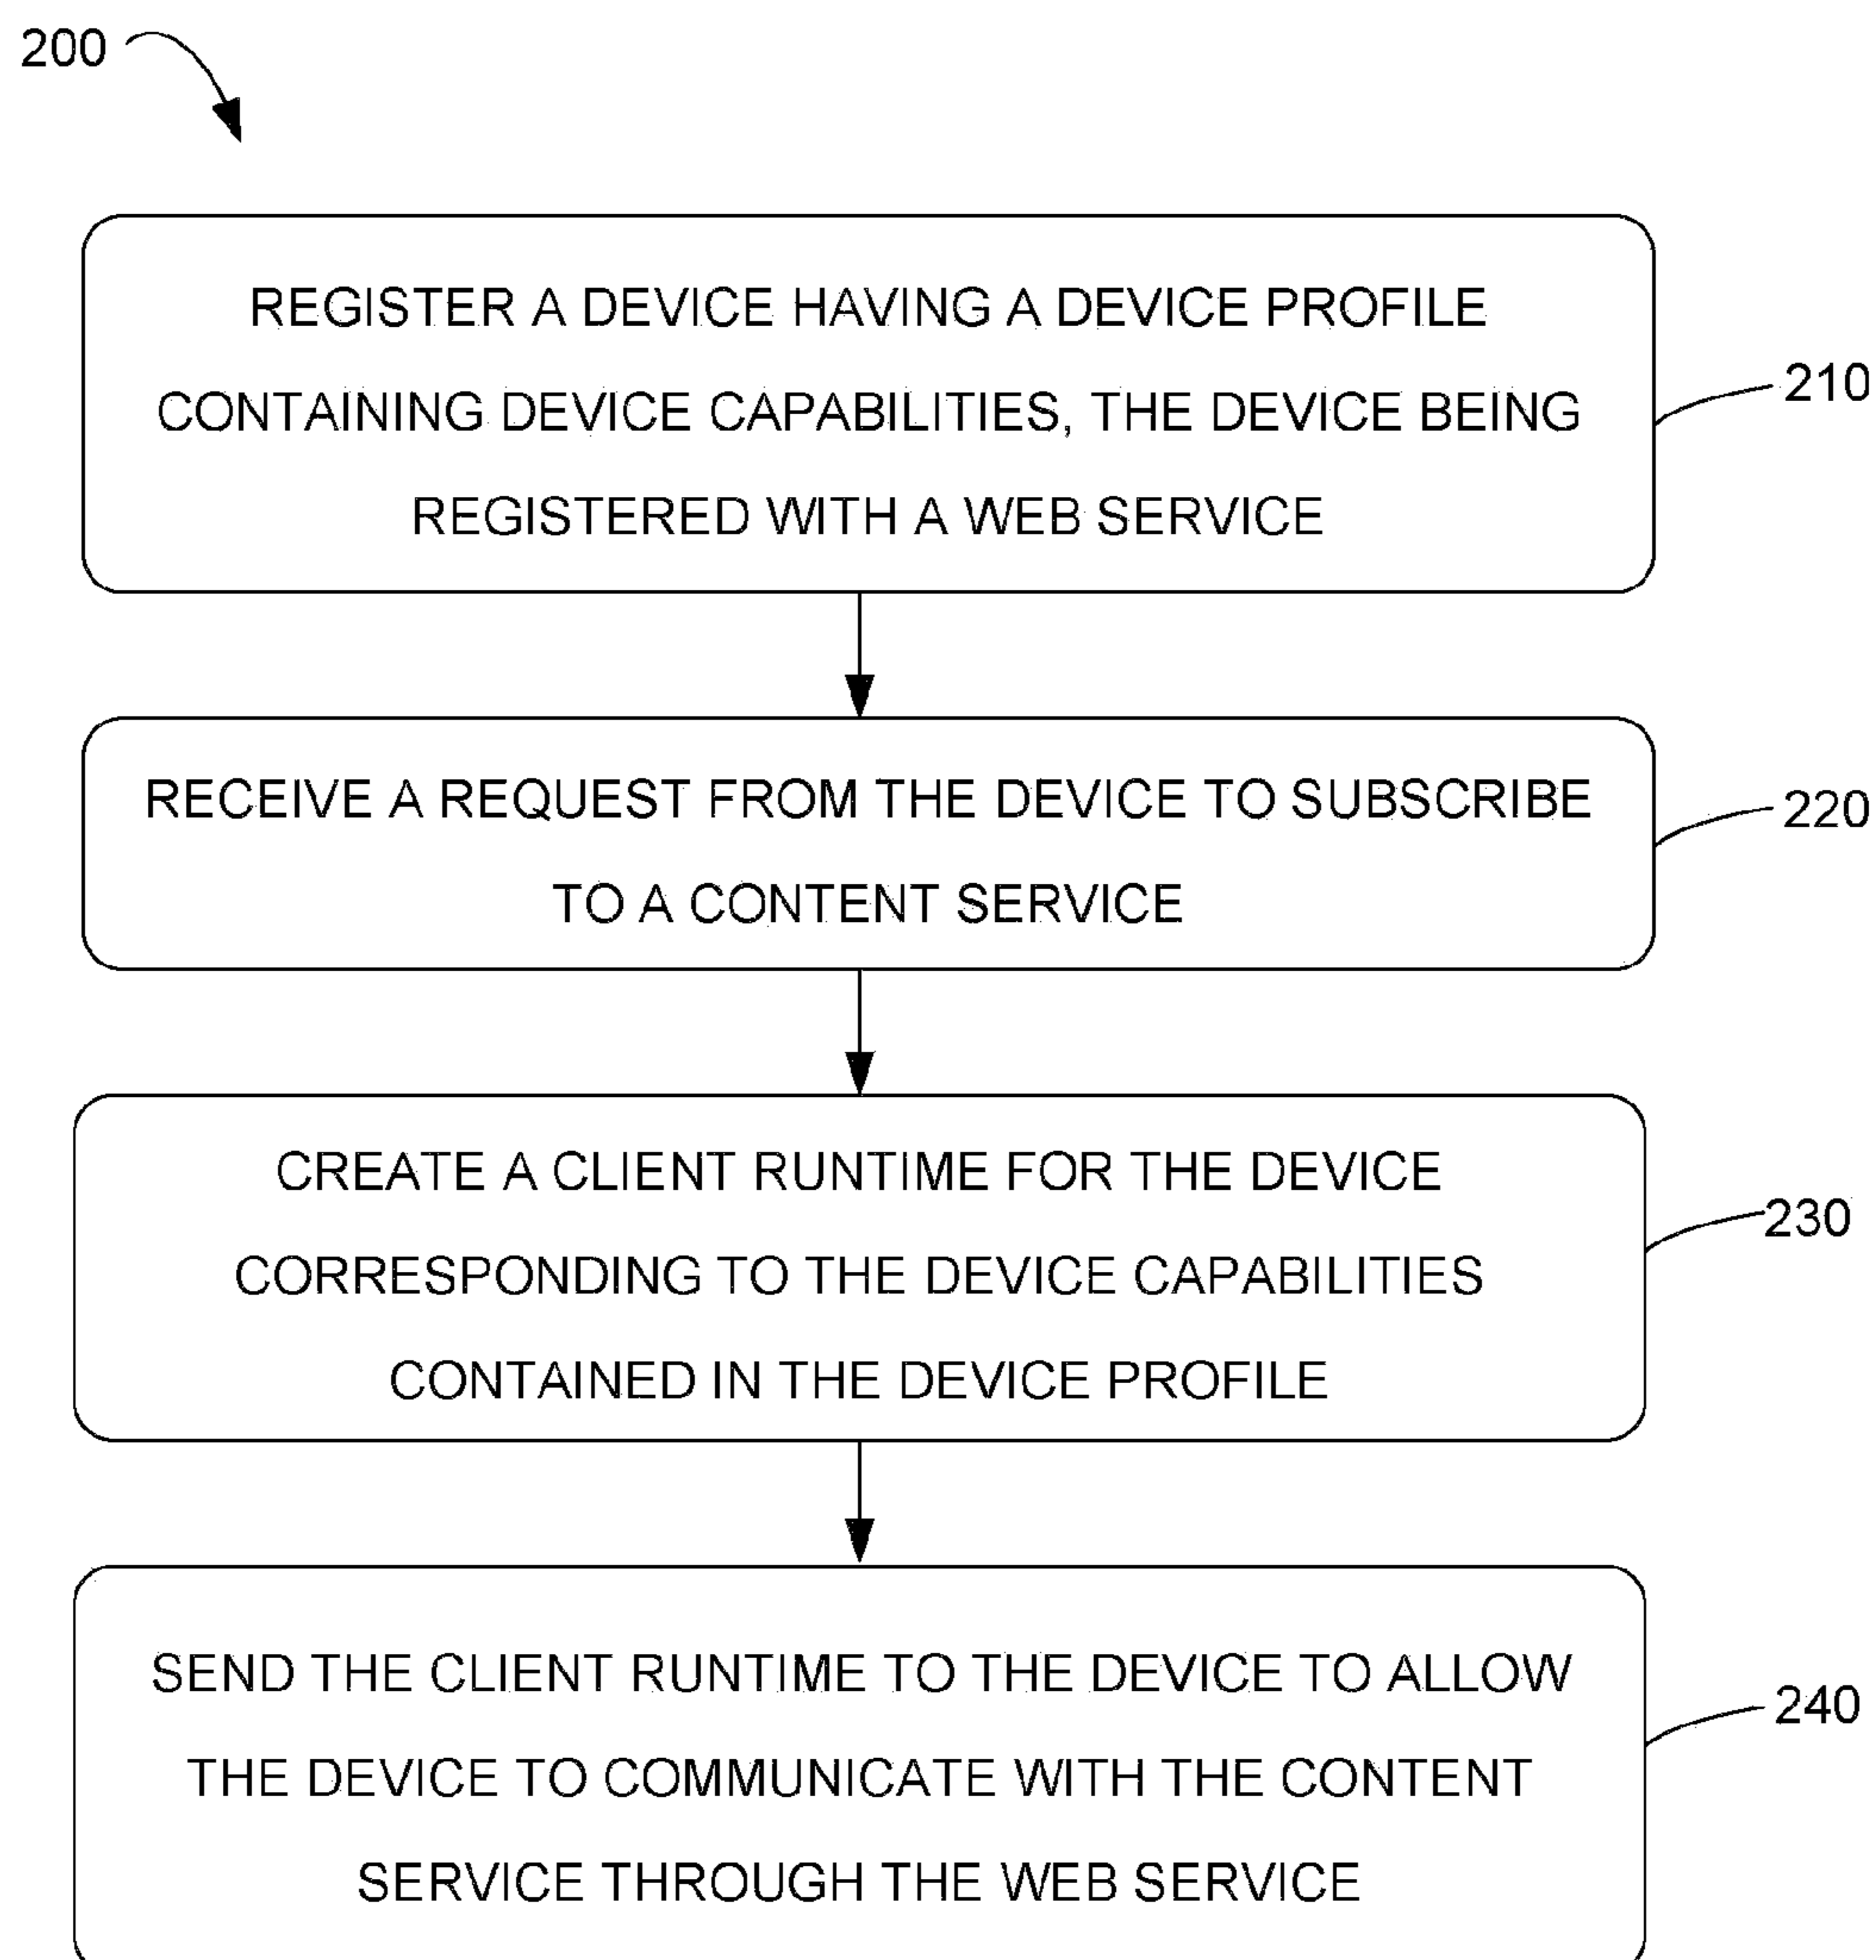 200
REGISTER A DEVICE HAVING A DEVICE PROFILE
CONTAINING DEVICE CAPABILITIES, THE DEVICE BEING
REGISTERED WITH A WEB SERVICE
210
RECEIVE A REQUEST FROM THE DEVICE TO SUBSCRIBE
TO A CONTENT SERVICE
220
CREATE A CLIENT RUNTIME FOR THE DEVICE
CORRESPONDING TO THE DEVICE CAPABILITIES
CONTAINED IN THE DEVICE PROFILE
230
SEND THE CLIENT RUNTIME TO THE DEVICE TO ALLOW
THE DEVICE TO COMMUNICATE WITH THE CONTENT
SERVICE THROUGH THE WEB SERVICE
240